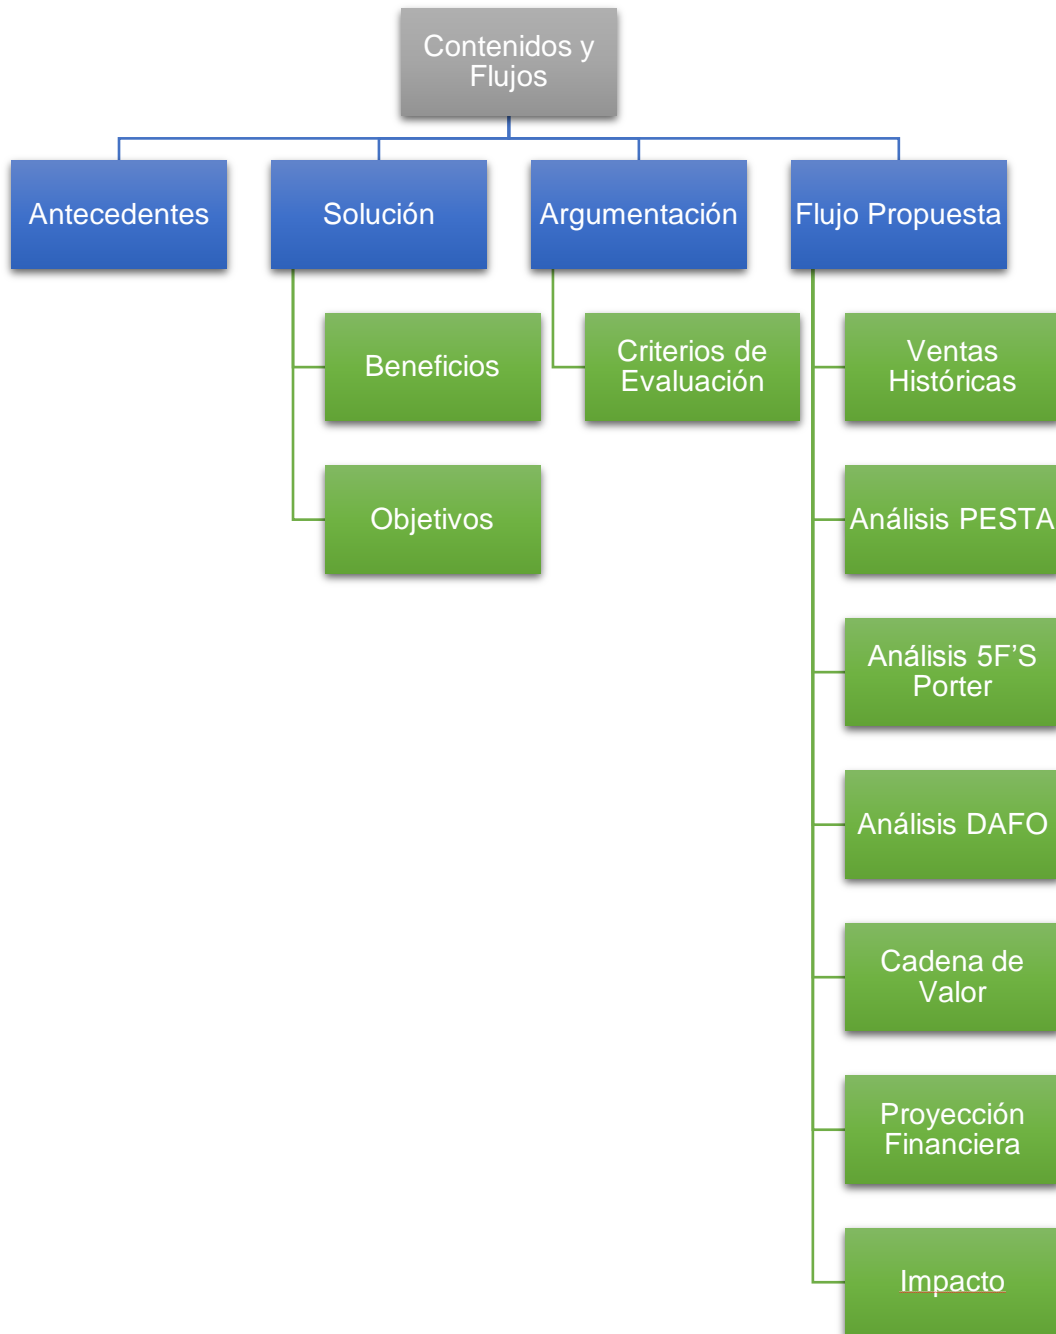 Contenidos y
Flujos
Antecedentes
Solución
Argumentación
Flujo Propuesta
Beneficios
Objetivos
Criterios de
Evaluación
Ventas
Históricas
Análisis PESTA
Análisis 5F’S
Porter
Análisis DAFO
Cadena de
Valor
Proyección
Financiera
Impacto